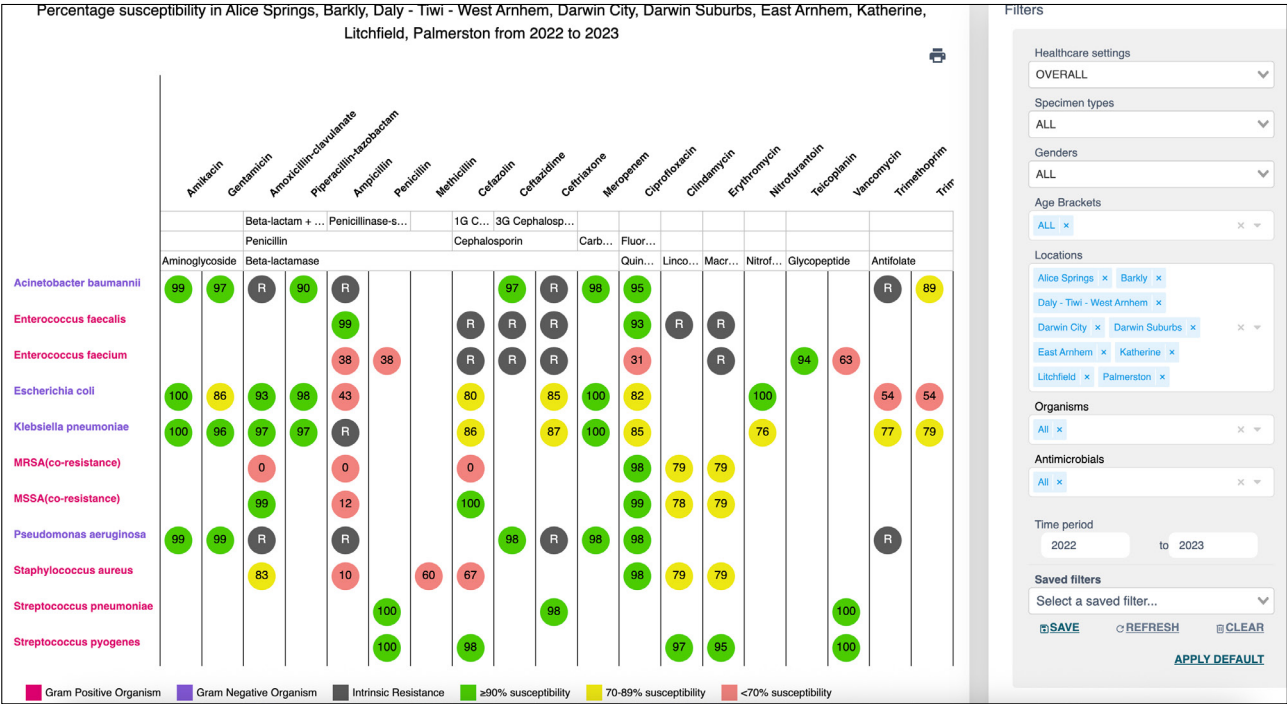 Percentage susceptibility in Alice Springs, Barkly, Daly - Tiwi - West Arnhem, Darwin City, Darwin Suburbs, East Arnhem, Katherine,
Litchfield, Palmerston from 2022 to 2023
Amikacin
Gentamicin
Amoxicillin-clavulanate
Piperacillin-tazobactam
Ampicillin
Penicillin
Methicillin
Cefazolin
Ceftazidime
Ceftriaxone
Meropenem
Ciprofloxacin
Clindamycin
Erythromycin
Nitrofurantoin
Teicoplanin
Vancomycin
Trimethoprim
Trim
Beta-lactam + ... Penicillinase-s... 1G C... 3G Cephalosp...
Penicillin Cephalosporin Carb... Fluor...
Aminoglycoside Beta-lactamase Quin... Linco... Macr... Nitrof... Glycopeptide Antifolate
Acinetobacter baumannii 99 97 R 90 R 97 R 98 95 R 89
Enterococcus faecalis 99 R R R 93 R R
Enterococcus faecium 38 38 R R R 31 R 94 63
Escherichia coli 100 86 93 98 43 80 85 100 82 100 54 54
Klebsiella pneumoniae 100 96 97 97 R 86 87 100 85 76 77 79
MRSA(co-resistance) 0 0 0 98 79 79
MSSA(co-resistance) 99 12 100 99 78 79
Pseudomonas aeruginosa 99 99 R R 98 R 98 98 R
Staphylococcus aureus 83 10 60 67 98 79 79
Streptococcus pneumoniae 100 98 100
Streptococcus pyogenes 100 98 97 95 100
Gram Positive Organism Gram Negative Organism Intrinsic Resistance ≥90% susceptibility 70-89% susceptibility <70% susceptibility
Filters
Healthcare settings
OVERALL
Specimen types
ALL
Genders
ALL
Age Brackets
ALL ×
Locations
Alice Springs × Barkly ×
Daly - Tiwi - West Arnhem ×
Darwin City × Darwin Suburbs ×
East Arnhem × Katherine ×
Litchfield × Palmerston ×
Organisms
All ×
Antimicrobials
All ×
Time period
2022 to 2023
Saved filters
Select a saved filter...
SAVE REFRESH CLEAR
APPLY DEFAULT